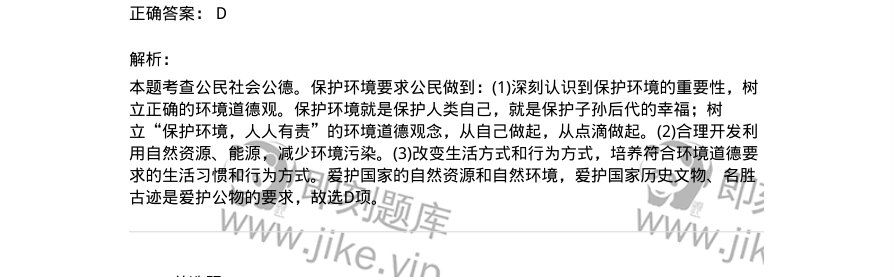 正确答案： D
解析：
本题考查公民社会公德。保护环境要求公民做到：(1)深刻认识到保护环境的重要性，树
立正确的环境道德观。保护环境就是保护人类自己，就是保护子孙后代的幸福；树
立“保护环境，人人有责”的环境道德观念，从自己做起，从点滴做起。(2)合理开发利
用自然资源、能源，减少环境污染。(3)改变生活方式和行为方式，培养符合环境道德要
求的生活习惯和行为方式。爱护国家的自然资源和自然环境，爱护国家历史文物、名胜
古迹是爱护公物的要求，故选D项。
即刻题库
www.jike.vip
即刻
www.jik